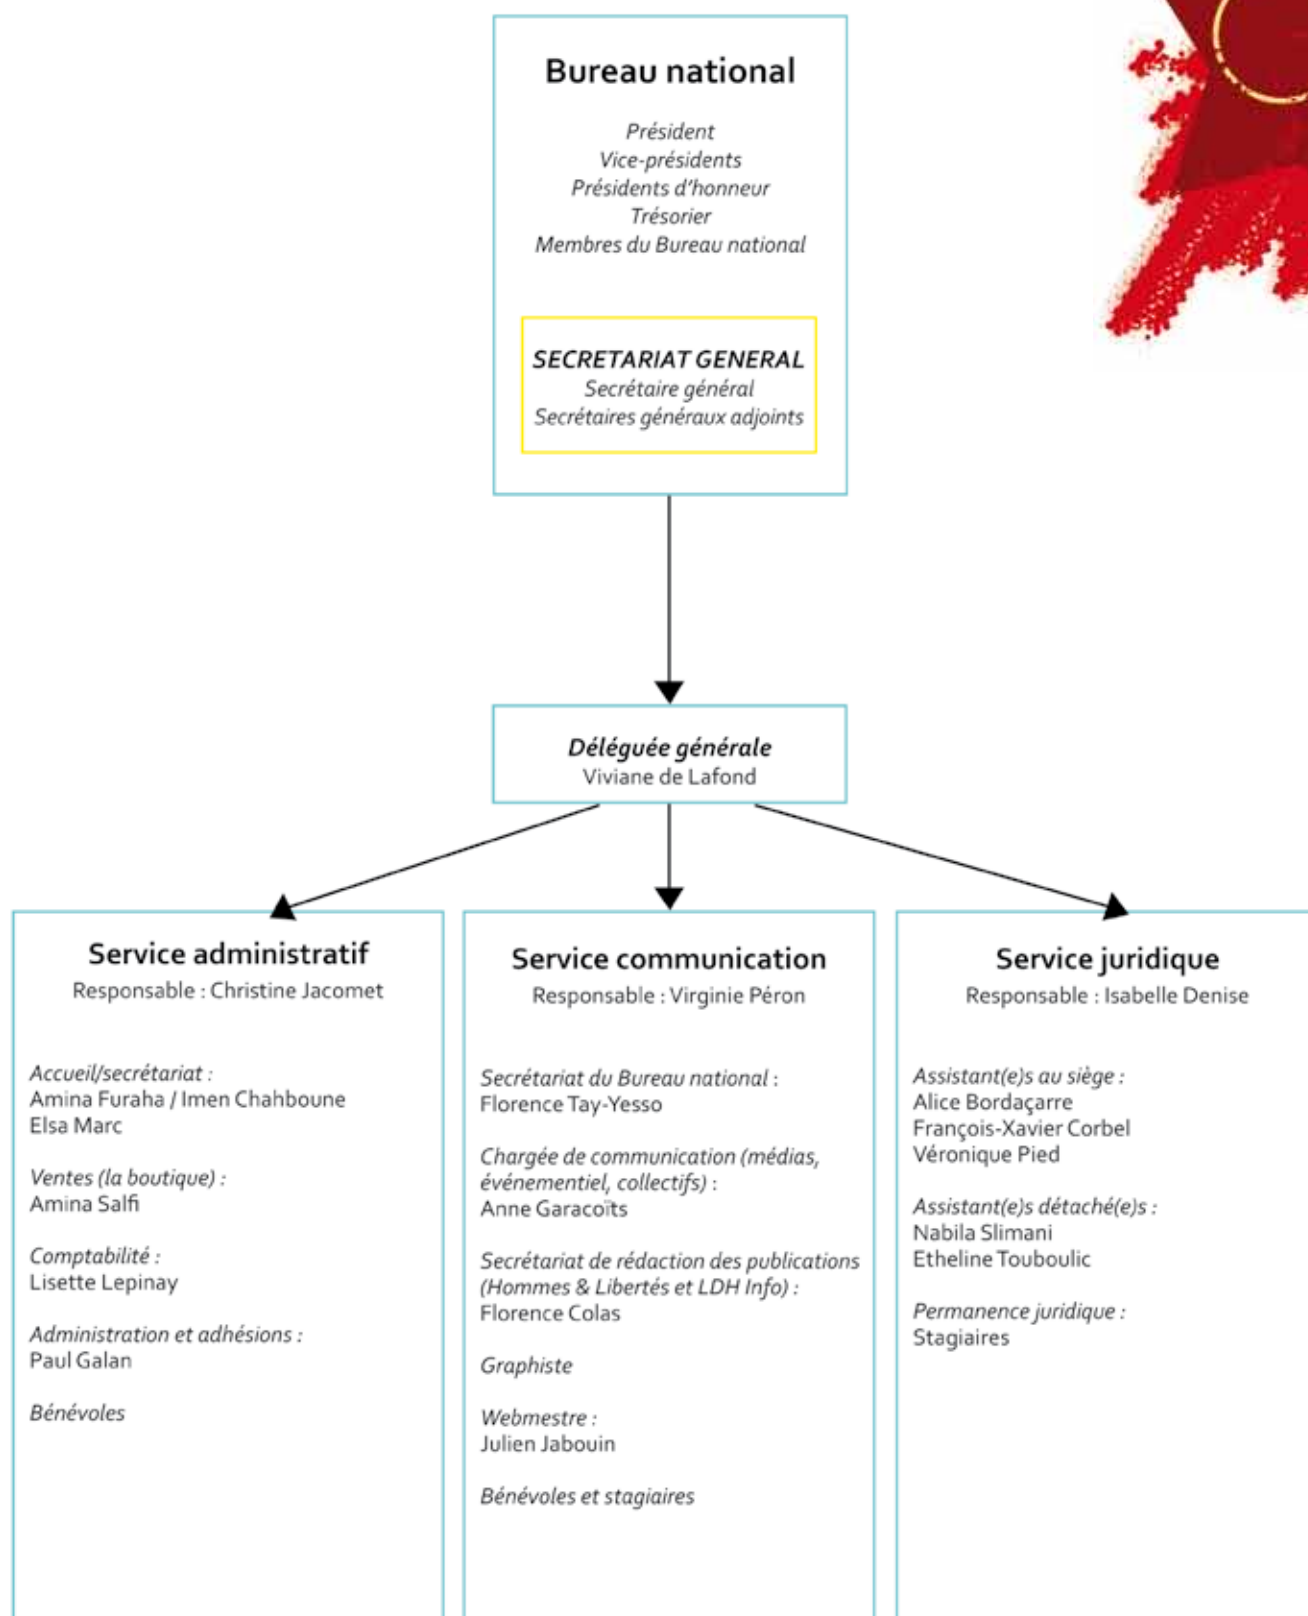 Bureau national
Président
Vice-présidents
Présidents d'honneur
Trésorier
Membres du Bureau national
SECRETARIAT GENERAL
Secrétaire général
Secrétaires généraux adjoints
Déléguée générale
Viviane de Lafond
Service administratif
Responsable : Christine Jacomet
Accueil/secrétariat :
Amina Furaha / Imen Chahboune
Elsa Marc
Ventes (la boutique) :
Amina Salfi
Comptabilité :
Lisette Lepinay
Administration et adhésions :
Paul Galan
Bénévoles
Service communication
Responsable : Virginie Péron
Secrétariat du Bureau national :
Florence Tay-Yesso
Chargée de communication (médias,
événementiel, collectifs) :
Anne Garacoïts
Secrétariat de rédaction des publications
(Hommes & Libertés et LDH Info) :
Florence Colas
Graphiste
Webmestre :
Julien Jabouin
Bénévoles et stagiaires
Service juridique
Responsable : Isabelle Denise
Assistant(e)s au siège :
Alice Bordaçarre
François-Xavier Corbel
Véronique Pied
Assistant(e)s détaché(e)s :
Nabila Slimani
Etheline Touboulic
Permanence juridique :
Stagiaires